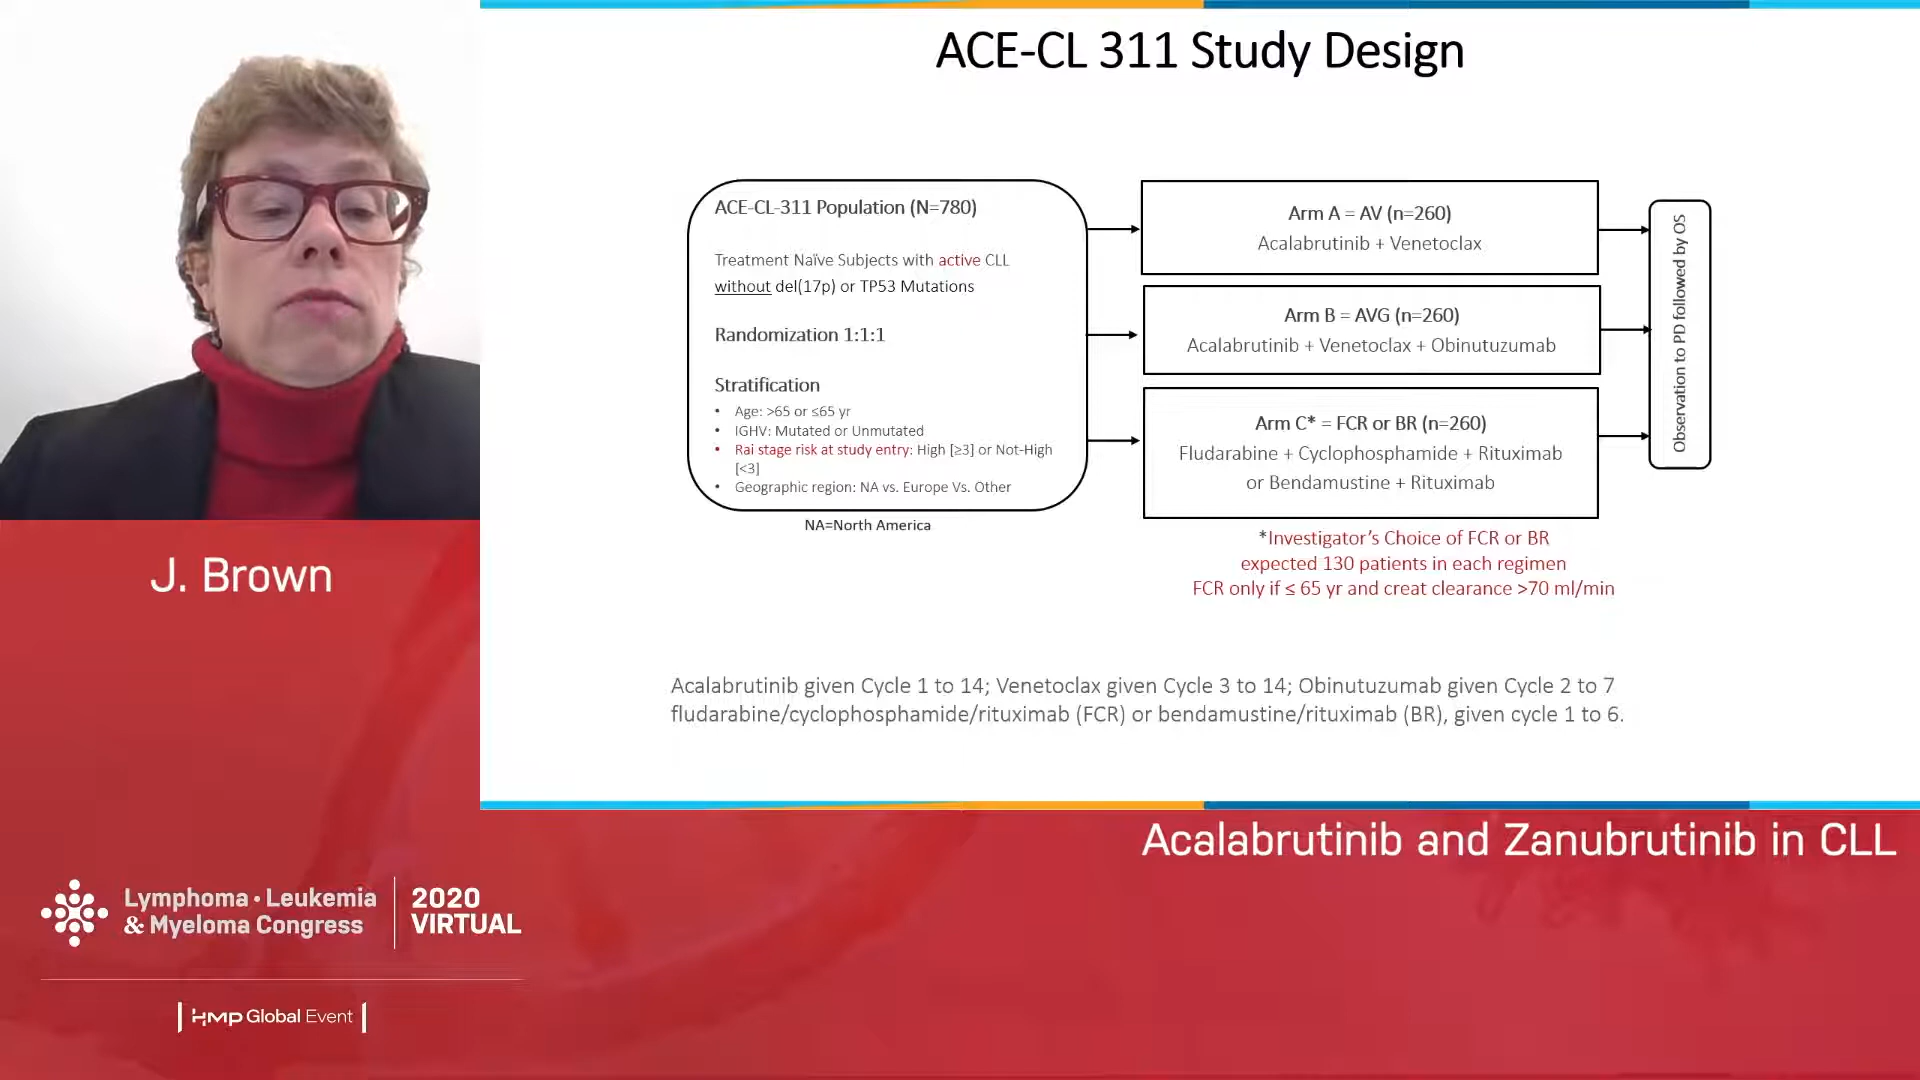 ACE-CL 311 Study Design
ACE-CL-311 Population (N=780)
Treatment Naïve Subjects with active CLL
without del(17p) or TP53 Mutations
Randomization 1:1:1
Stratification
• Age: >65 or ≤65 yr
• IGHV: Mutated or Unmutated
• Rai stage risk at study entry: High [≥3] or Not-High
[<3]
• Geographic region: NA vs. Europe Vs. Other
NA=North America
Arm A = AV (n=260)
Acalabrutinib + Venetoclax
Arm B = AVG (n=260)
Acalabrutinib + Venetoclax + Obinutuzumab
Arm C* = FCR or BR (n=260)
Fludarabine + Cyclophosphamide + Rituximab
or Bendamustine + Rituximab
*Investigator's Choice of FCR or BR
expected 130 patients in each regimen
FCR only if ≤ 65 yr and creat clearance >70 ml/min
Observation to PD followed by OS
Acalabrutinib given Cycle 1 to 14; Venetoclax given Cycle 3 to 14; Obinutuzumab given Cycle 2 to 7
fludarabine/cyclophosphamide/rituximab (FCR) or bendamustine/rituximab (BR), given cycle 1 to 6.
J. Brown
Acalabrutinib and Zanubrutinib in CLL
Lymphoma • Leukemia
& Myeloma Congress
2020
VIRTUAL
HMP Global Event